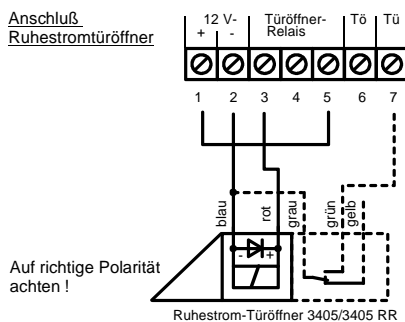 Anschluß
Ruhestromtüröffner
12 V- Türöffner- Tö Tü
+ - Relais
1 2 3 4 5 6 7
blau
rot
grau
grün
gelb
- +
Auf richtige Polarität
achten !
Ruhestrom-Türöffner 3405/3405 RR